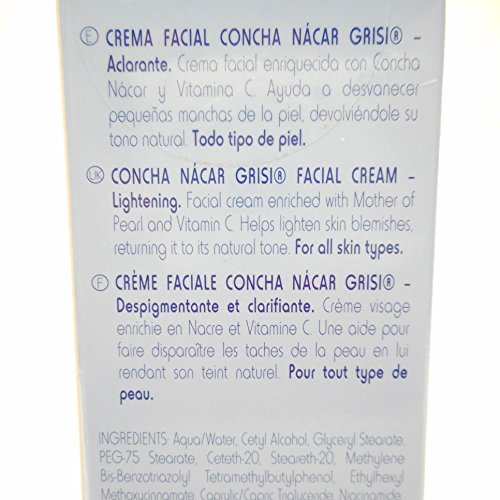 E CREMA FACIAL CONCHA NÁCAR GRISI® –
Aclarante. Crema facial enriquecida con Concha
Nácar y Vitamina C. Ayuda a desvanecer
pequeñas manchas de la piel, devolviéndole su
tono natural. Todo tipo de piel.
UK CONCHA NÁCAR GRISI® FACIAL CREAM –
Lightening. Facial cream enriched with Mother of
Pearl and Vitamin C. Helps lighten skin blemishes,
returning it to its natural tone. For all skin types.
F CRÈME FACIALE CONCHA NÁCAR GRISI® –
Despigmentante et clarifiante. Crème visage
enrichie en Nacre et Vitamine C. Une aide pour
faire disparaître les taches de la peau en lui
rendant son teint naturel. Pour tout type de
peau.
INGREDIENTS: Aqua/Water, Cetyl Alcohol, Glyceryl Stearate,
PEG-75 Stearate, Ceteth-20, Steareth-20, Methylene
Bis-Benzotriazolyl Tetramethylbutylphenol, Ethylhexyl
Methoxycinnamate, Caprylic/Capric Triglyceride, Niacinamide